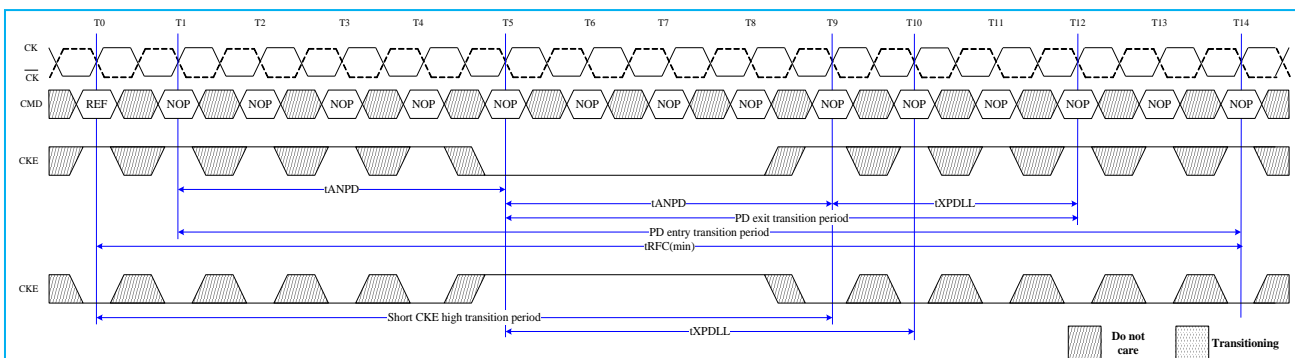 T0 T1 T2 T3 T4 T5 T6 T7 T8 T9 T10 T11 T12 T13 T14
CK
CK
CMD REF NOP NOP NOP NOP NOP NOP NOP NOP NOP NOP NOP NOP NOP NOP
CKE
tANPD
tANPD tXPDLL
PD exit transition period
PD entry transition period
tRFC(min)
CKE
Short CKE high transition period
tXPDLL
Do not care
Transitioning